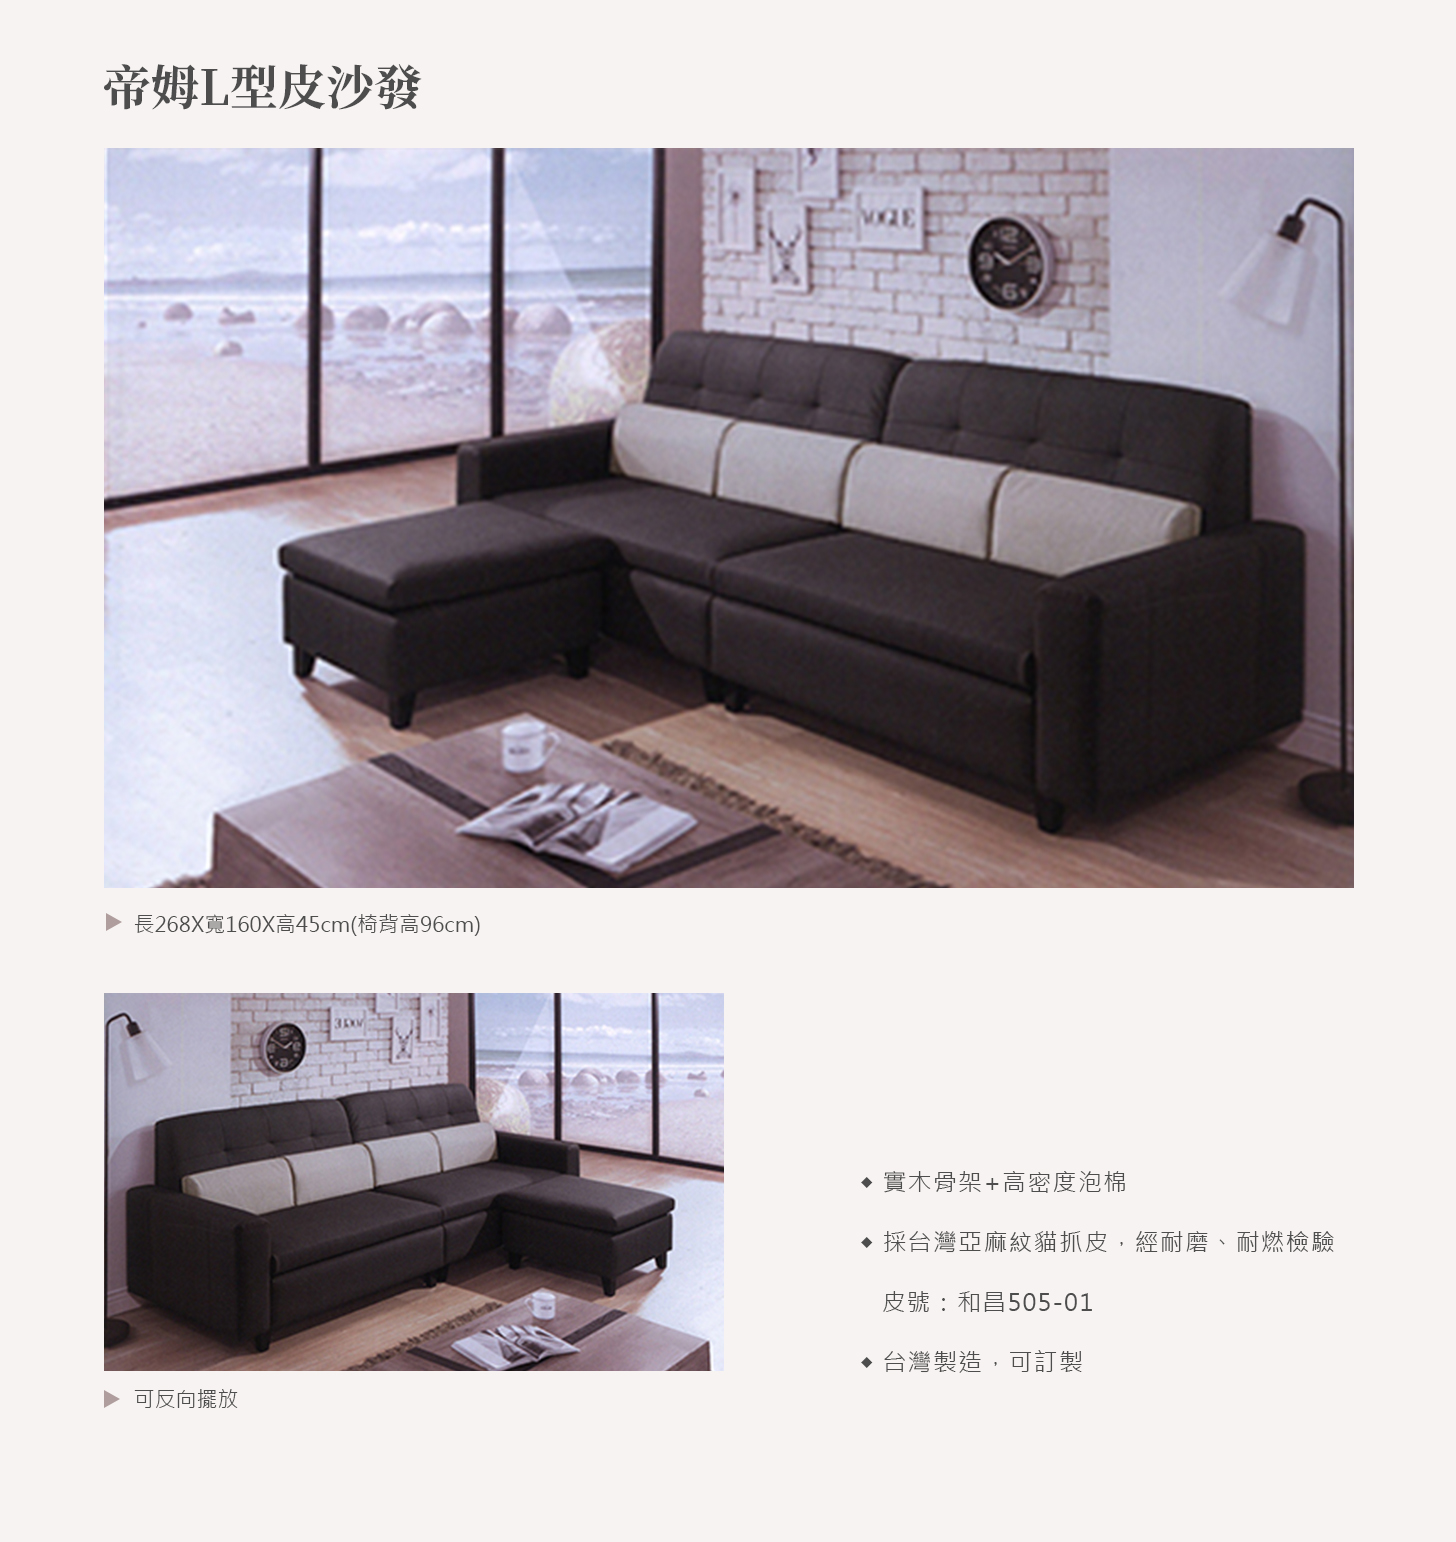 帝姆L型皮沙發
VOGUE
長268X寬160X高45cm(椅背高96cm)
實木骨架+高密度泡棉
採台灣亞麻紋貓抓皮，經耐磨、耐燃檢驗
皮號：和昌505-01
台灣製造，可訂製
可反向擺放